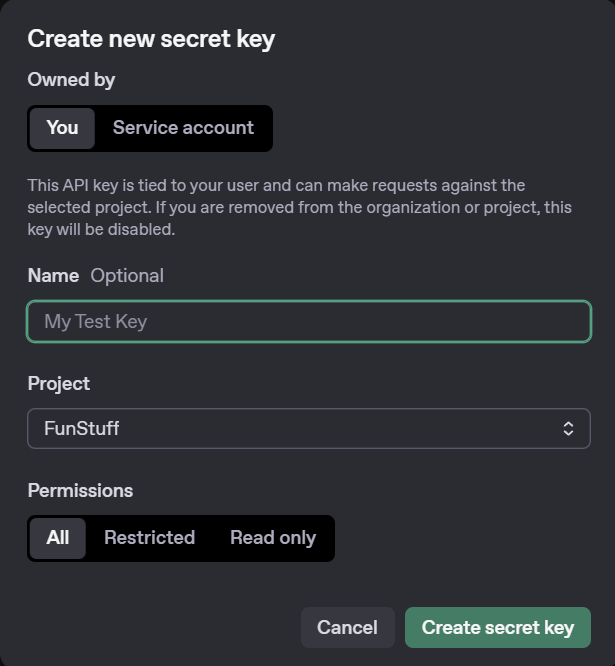 Create new secret key
Owned by
You Service account
This API key is tied to your user and can make requests against the
selected project. If you are removed from the organization or project, this
key will be disabled.
Name Optional
My Test Key
Project
FunStuff
Permissions
All Restricted Read only
Cancel Create secret key